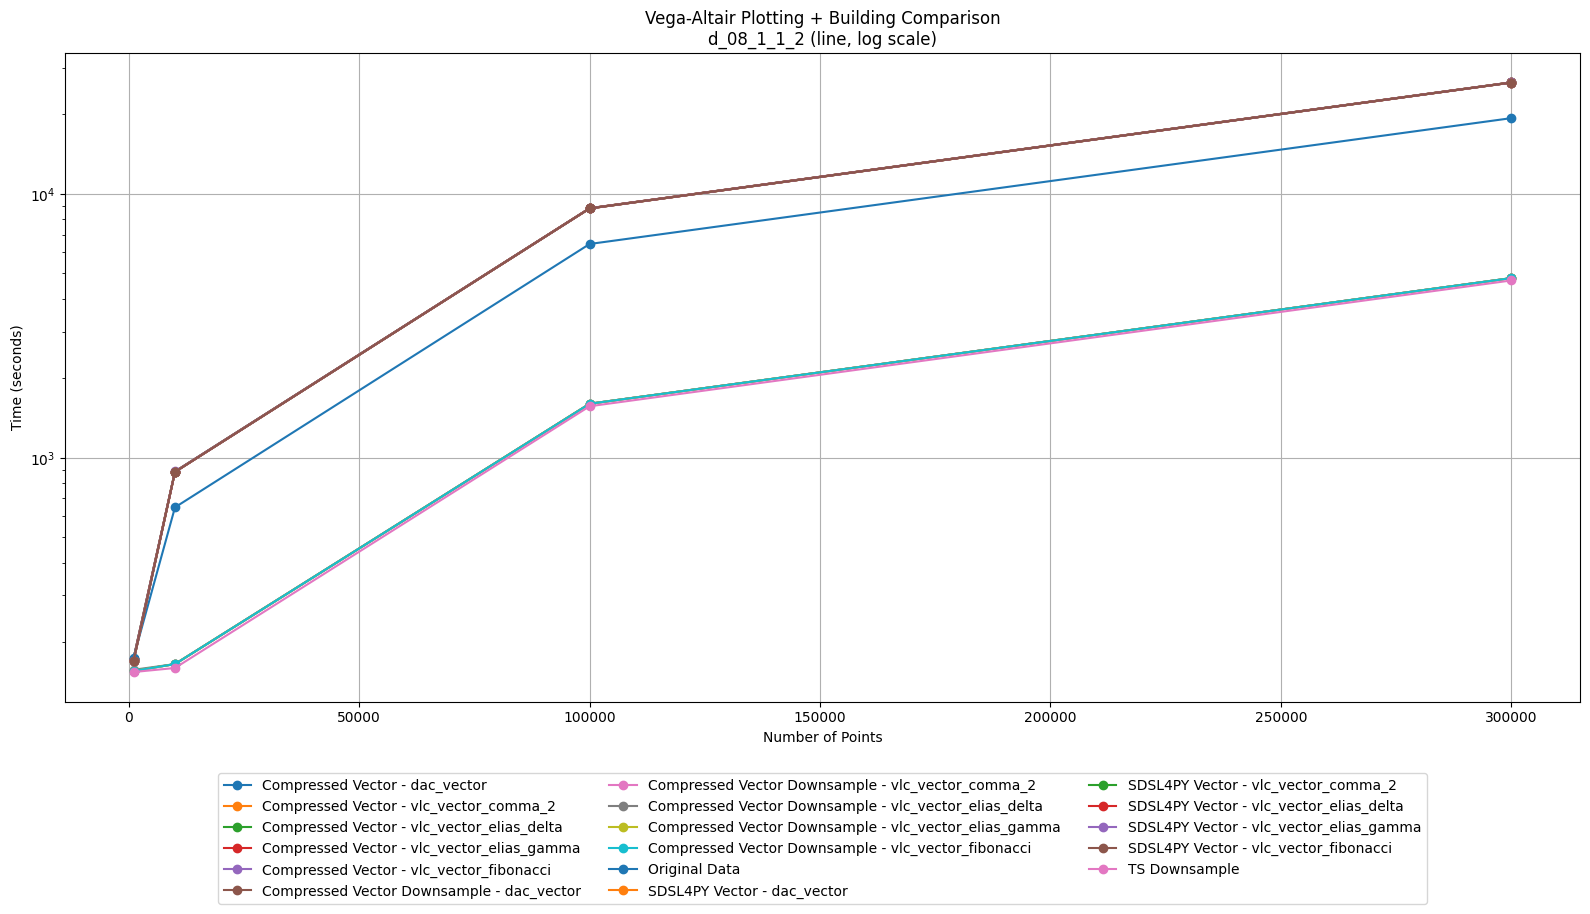 Vega-Altair Plotting + Building Comparison
d_08_1_1_2 (line, log scale)
Time (seconds)
10^4
10^3
0
50000
100000
150000
200000
250000
300000
Number of Points
Compressed Vector - dac_vector
Compressed Vector - vlc_vector_comma_2
Compressed Vector - vlc_vector_elias_delta
Compressed Vector - vlc_vector_elias_gamma
Compressed Vector - vlc_vector_fibonacci
Compressed Vector Downsample - dac_vector
Compressed Vector Downsample - vlc_vector_comma_2
Compressed Vector Downsample - vlc_vector_elias_delta
Compressed Vector Downsample - vlc_vector_elias_gamma
Compressed Vector Downsample - vlc_vector_fibonacci
Original Data
SDSL4PY Vector - dac_vector
SDSL4PY Vector - vlc_vector_comma_2
SDSL4PY Vector - vlc_vector_elias_delta
SDSL4PY Vector - vlc_vector_elias_gamma
SDSL4PY Vector - vlc_vector_fibonacci
TS Downsample